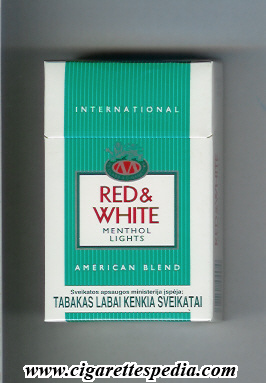 INTERNATIONAL
RED &
WHITE
MENTHOL
LIGHTS
AMERICAN BLEND
Sveikatos apsaugos ministerija įspėja:
TABAKAS LABAI KENKIA SVEIKATAI
www.cigarettespedia.com